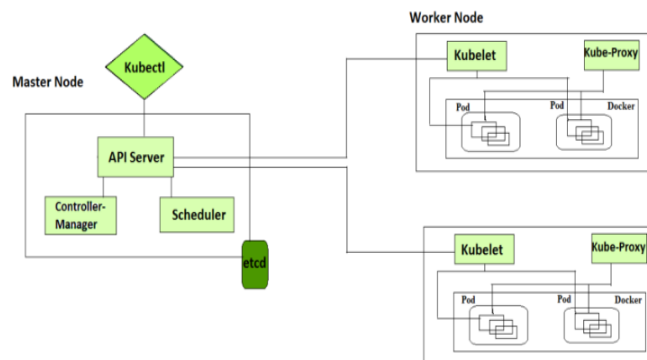 Worker Node
Kubectl
Master Node
Kubelet
Kube-Proxy
Pod
Pod
Docker
API Server
Controller-
Manager
Scheduler
etcd
Kubelet
Kube-Proxy
Pod
Pod
Docker